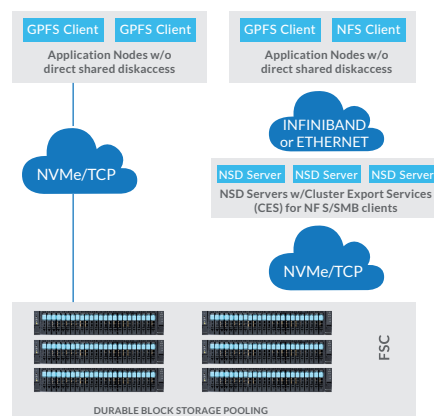 GPFS Client GPFS Client
Application Nodes w/o
direct shared diskaccess
GPFS Client NFS Client
Application Nodes w/o
direct shared diskaccess
INFINIBAND
or ETHERNET
NVMe/TCP
NSD Server NSD Server NSD Server
NSD Servers w/Cluster Export Services
(CES) for NF S/SMB clients
NVMe/TCP
FSC
DURABLE BLOCK STORAGE POOLING